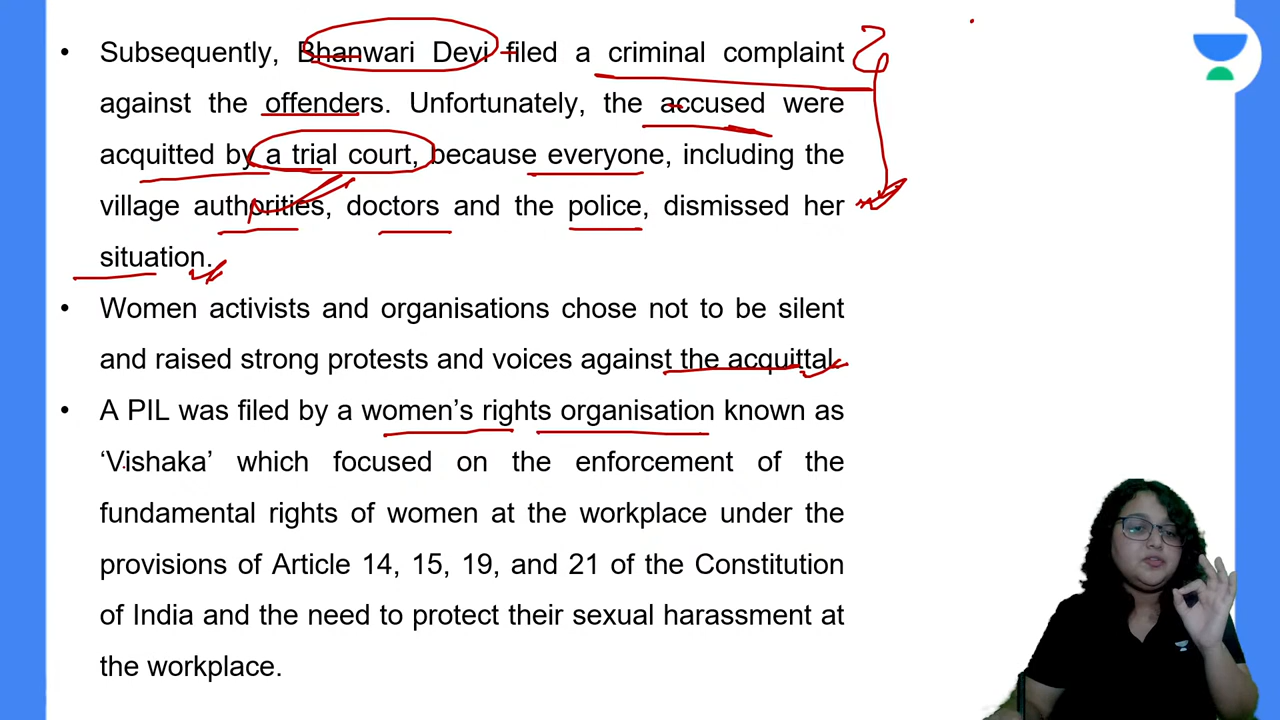 • Subsequently, Bhanwari Devi filed a criminal complaint
against the offenders. Unfortunately, the accused were
acquitted by a trial court, because everyone, including the
village authorities, doctors and the police, dismissed her
situation.
• Women activists and organisations chose not to be silent
and raised strong protests and voices against the acquittal.
• A PIL was filed by a women’s rights organisation known as
‘Vishaka’ which focused on the enforcement of the
fundamental rights of women at the workplace under the
provisions of Article 14, 15, 19, and 21 of the Constitution
of India and the need to protect their sexual harassment at
the workplace.